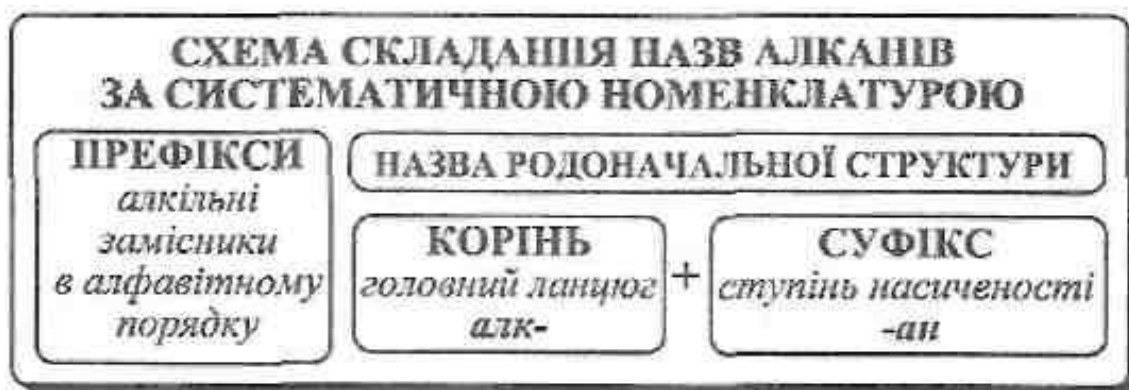 СХЕМА СКЛАДАННЯ НАЗВ АЛКАНІВ
ЗА СИСТЕМАТИЧНОЮ НОМЕНКЛАТУРОЮ
ПРЕФІКСИ
алкільні
замісники
в алфавітному
порядку
НАЗВА РОДОНАЧАЛЬНОЇ СТРУКТУРИ
КОРІНЬ
головний ланцюг
алк-
+
СУФІКС
ступінь насиченості
-ан